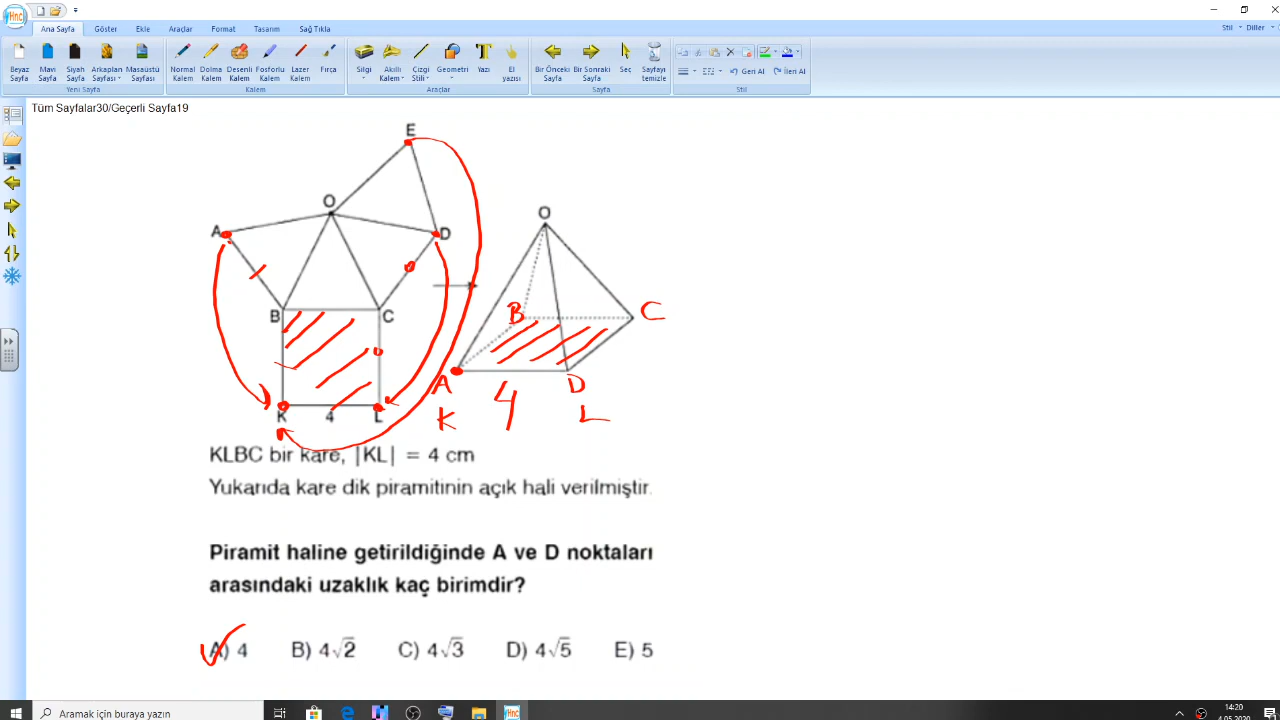 yHnc
Ana Sayfa Göster Ekle Araçlar Format Tasarım Sağ Tıkla
Stil Diller
Beyaz Sayfa Mavi Sayfa Siyah Sayfa Arkaplan Sayfası Masaüstü Sayfası
Normal Kalem Dolma Kalem Desenli Kalem Fosforlu Kalem Lazer Kalem Fırça
Silgi Akıllı Kalem Çizgi Stili Geometri Yazı El yazısı
Bir Önceki Sayfa Bir Sonraki Sayfa Seç Sayfayı temizle
Geri Al İleri Al
Yeni Sayfa Kalem Araçlar Sayfa Stil
Tüm Sayfalar30/Geçerli Sayfa19
E
O
A
D
B
C
K 4 L
O
B C
A D
K 4 L
KLBC bir kare, |KL| = 4 cm
Yukarıda kare dik piramitinin açık hali verilmiştir.
Piramit haline getirildiğinde A ve D noktaları
arasındaki uzaklık kaç birimdir?
A) 4 B) 4√2 C) 4√3 D) 4√5 E) 5
Aramak için buraya yazın
14:20
4.05.2020